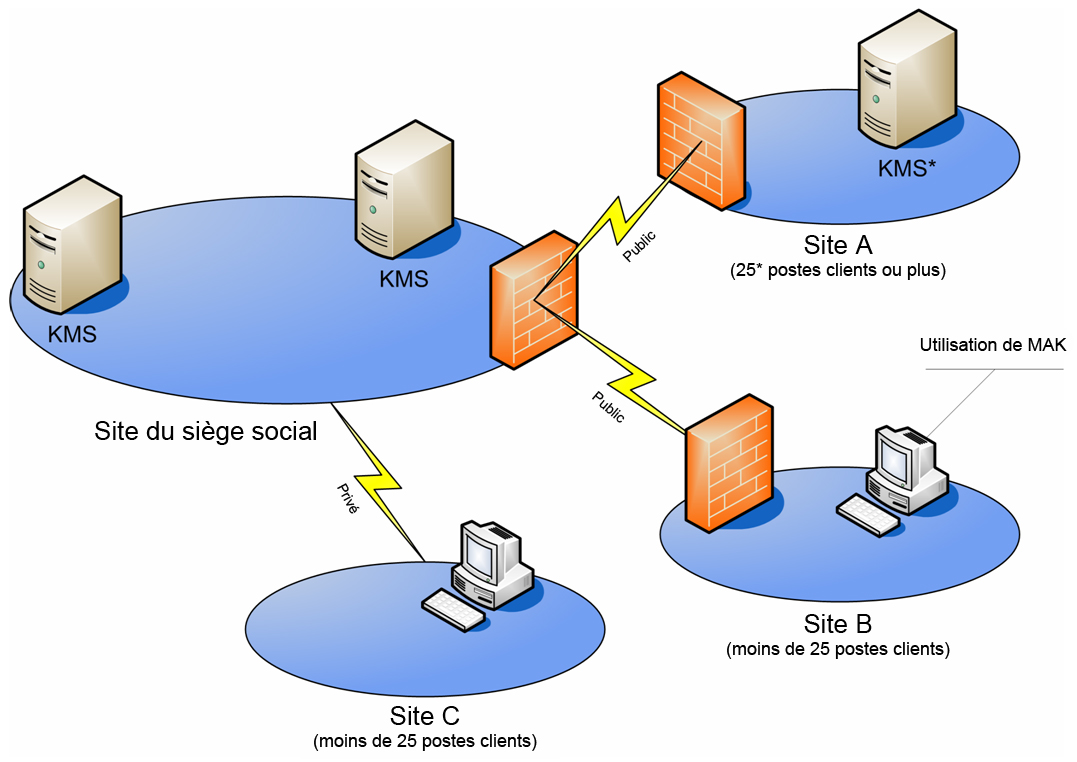 KMS*
Site A
(25* postes clients ou plus)
Public
KMS
KMS
Utilisation de MAK
Public
Site du siège social
Privé
Site B
(moins de 25 postes clients)
Site C
(moins de 25 postes clients)